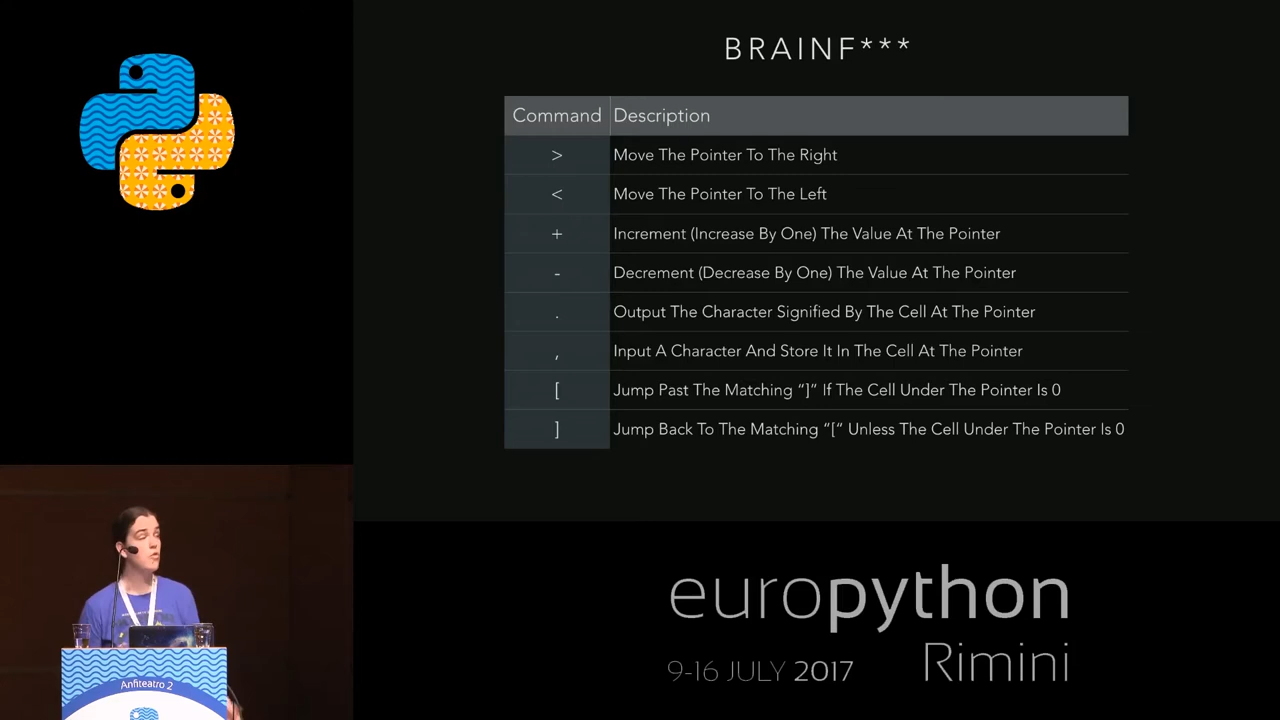 BRAINF***
Command Description
> Move The Pointer To The Right
< Move The Pointer To The Left
+ Increment (Increase By One) The Value At The Pointer
- Decrement (Decrease By One) The Value At The Pointer
. Output The Character Signified By The Cell At The Pointer
, Input A Character And Store It In The Cell At The Pointer
[ Jump Past The Matching “]” If The Cell Under The Pointer Is 0
] Jump Back To The Matching “[“ Unless The Cell Under The Pointer Is 0
europython
Rimini
9-16 JULY 2017
Anfiteatro 2